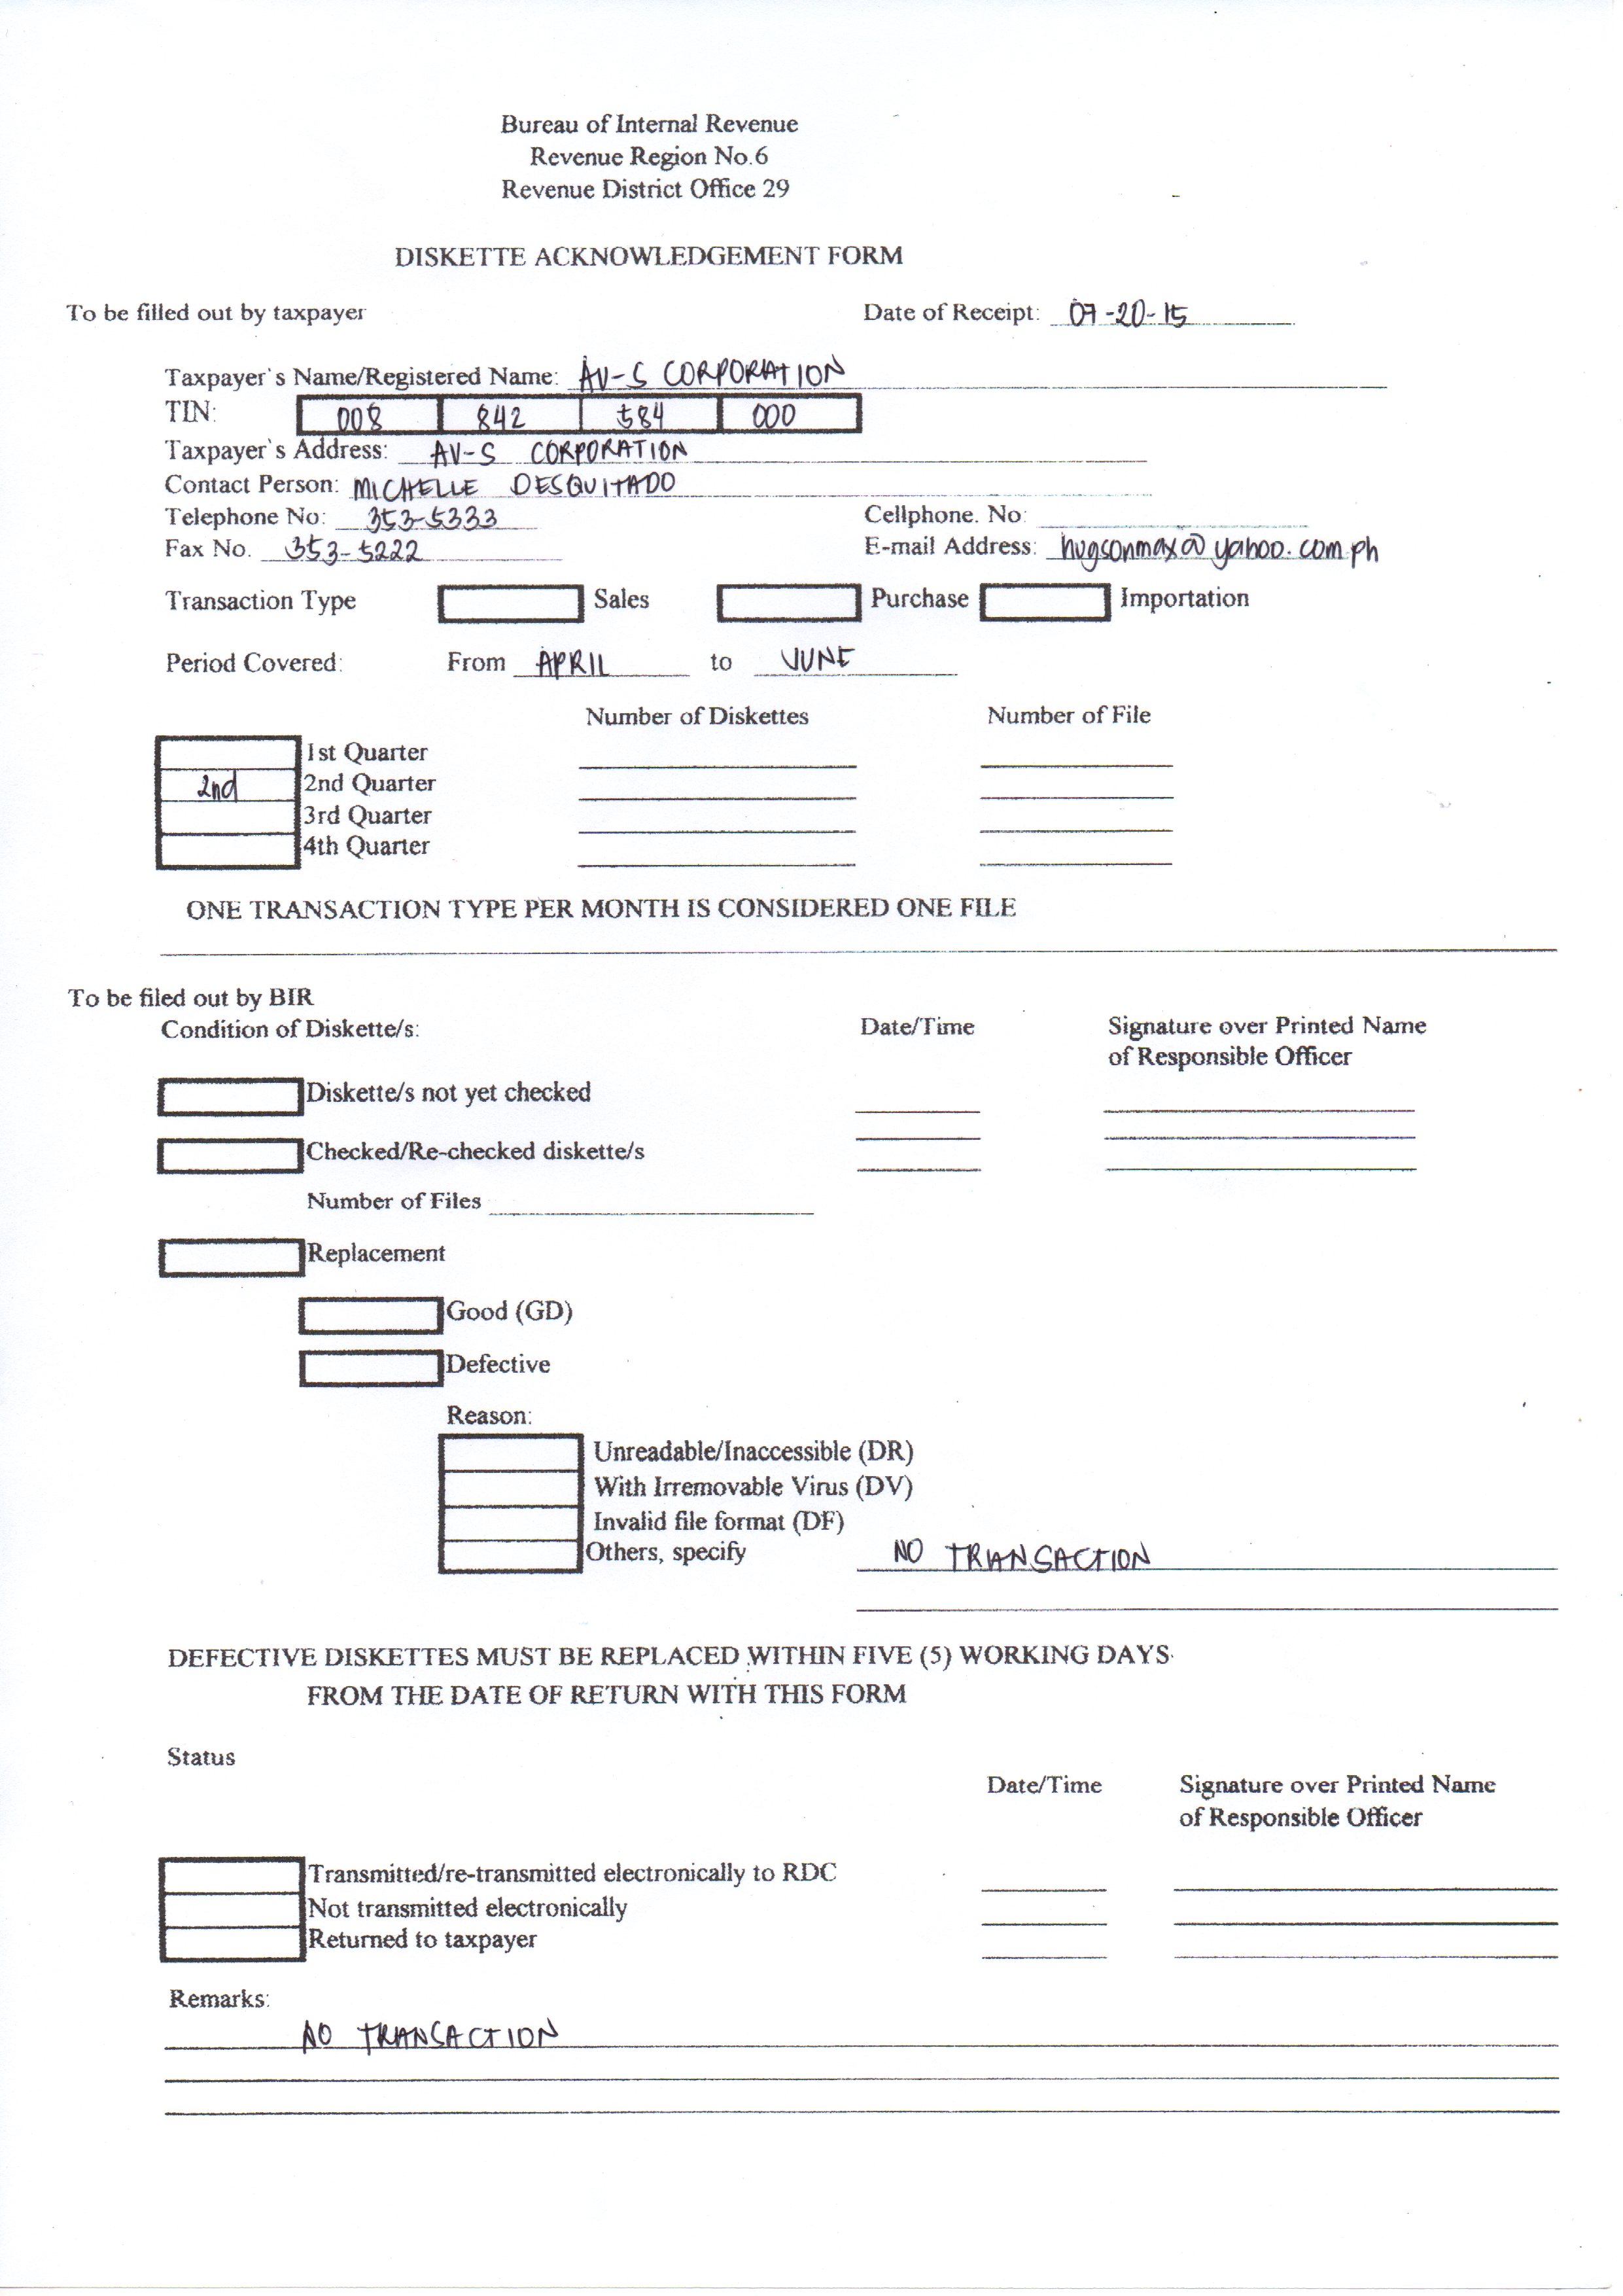 Bureau of Internal Revenue
Revenue Region No.6
Revenue District Office 29
DISKETTE ACKNOWLEDGEMENT FORM
To be filled out by taxpayer Date of Receipt: 07-20-15
Taxpayer's Name/Registered Name: AV-S CORPORATION
TIN: 008 842 584 000
Taxpayer's Address: AV-S CORPORATION
Contact Person: MICHELLE DESQUITADO
Telephone No: 353-5333 Cellphone. No:
Fax No. 353-5222 E-mail Address: hugsonmax@yahoo.com.ph
Transaction Type Sales Purchase Importation
Period Covered: From APRIL to JUNE
Number of Diskettes Number of File
1st Quarter
2nd 2nd Quarter
3rd Quarter
4th Quarter
ONE TRANSACTION TYPE PER MONTH IS CONSIDERED ONE FILE
To be filed out by BIR
Condition of Diskette/s: Date/Time Signature over Printed Name
of Responsible Officer
Diskette/s not yet checked
Checked/Re-checked diskette/s
Number of Files
Replacement
Good (GD)
Defective
Reason:
Unreadable/Inaccessible (DR)
With Irremovable Virus (DV)
Invalid file format (DF)
Others, specify NO TRANSACTION
DEFECTIVE DISKETTES MUST BE REPLACED WITHIN FIVE (5) WORKING DAYS
FROM THE DATE OF RETURN WITH THIS FORM
Status
Date/Time Signature over Printed Name
of Responsible Officer
Transmitted/re-transmitted electronically to RDC
Not transmitted electronically
Returned to taxpayer
Remarks:
NO TRANSACTION